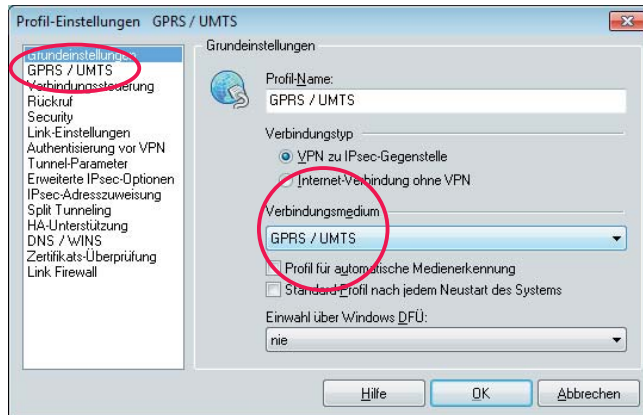 Profil-Einstellungen GPRS / UMTS
Grundeinstellungen
GPRS / UMTS
Verbindungssteuerung
Rückruf
Security
Link-Einstellungen
Authentisierung vor VPN
Tunnel-Parameter
Erweiterte IPsec-Optionen
IPsec-Adresszuweisung
Split Tunneling
HA-Unterstützung
DNS / WINS
Zertifikats-Überprüfung
Link Firewall
Grundeinstellungen
Profil-Name:
GPRS / UMTS
Verbindungstyp
VPN zu IPsec-Gegenstelle
Internet-Verbindung ohne VPN
Verbindungsmedium
GPRS / UMTS
Profil für automatische Medienerkennung
Standard-Profil nach jedem Neustart des Systems
Einwahl über Windows DFÜ:
nie
Hilfe
OK
Abbrechen